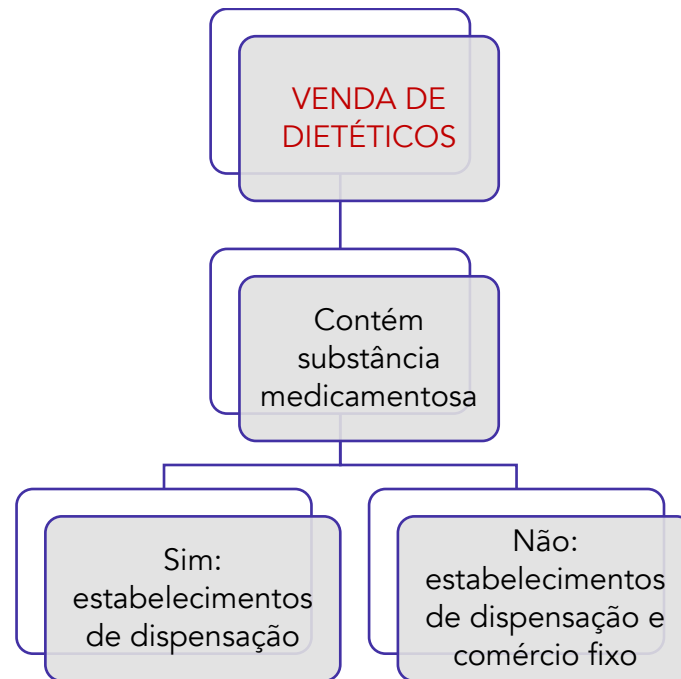 VENDA DE
DIETÉTICOS
Contém
substância
medicamentosa
Sim:
estabelecimentos
de dispensação
Não:
estabelecimentos
de dispensação e
comércio fixo